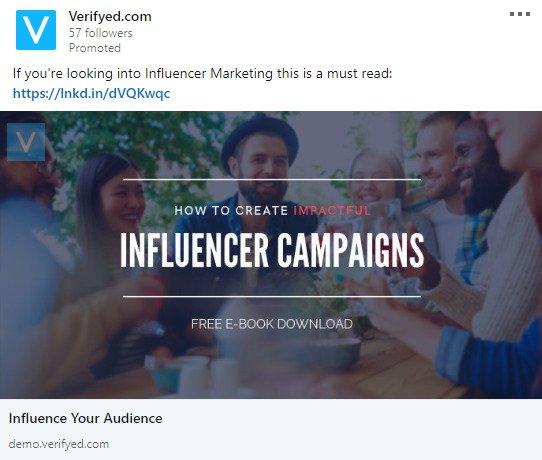 Verifyed.com
57 followers
Promoted
If you're looking into Influencer Marketing this is a must read:
https://lnkd.in/dVQKwqc
V
V
HOW TO CREATE IMPACTFUL
INFLUENCER CAMPAIGNS
FREE E-BOOK DOWNLOAD
Influence Your Audience
demo.verifyed.com